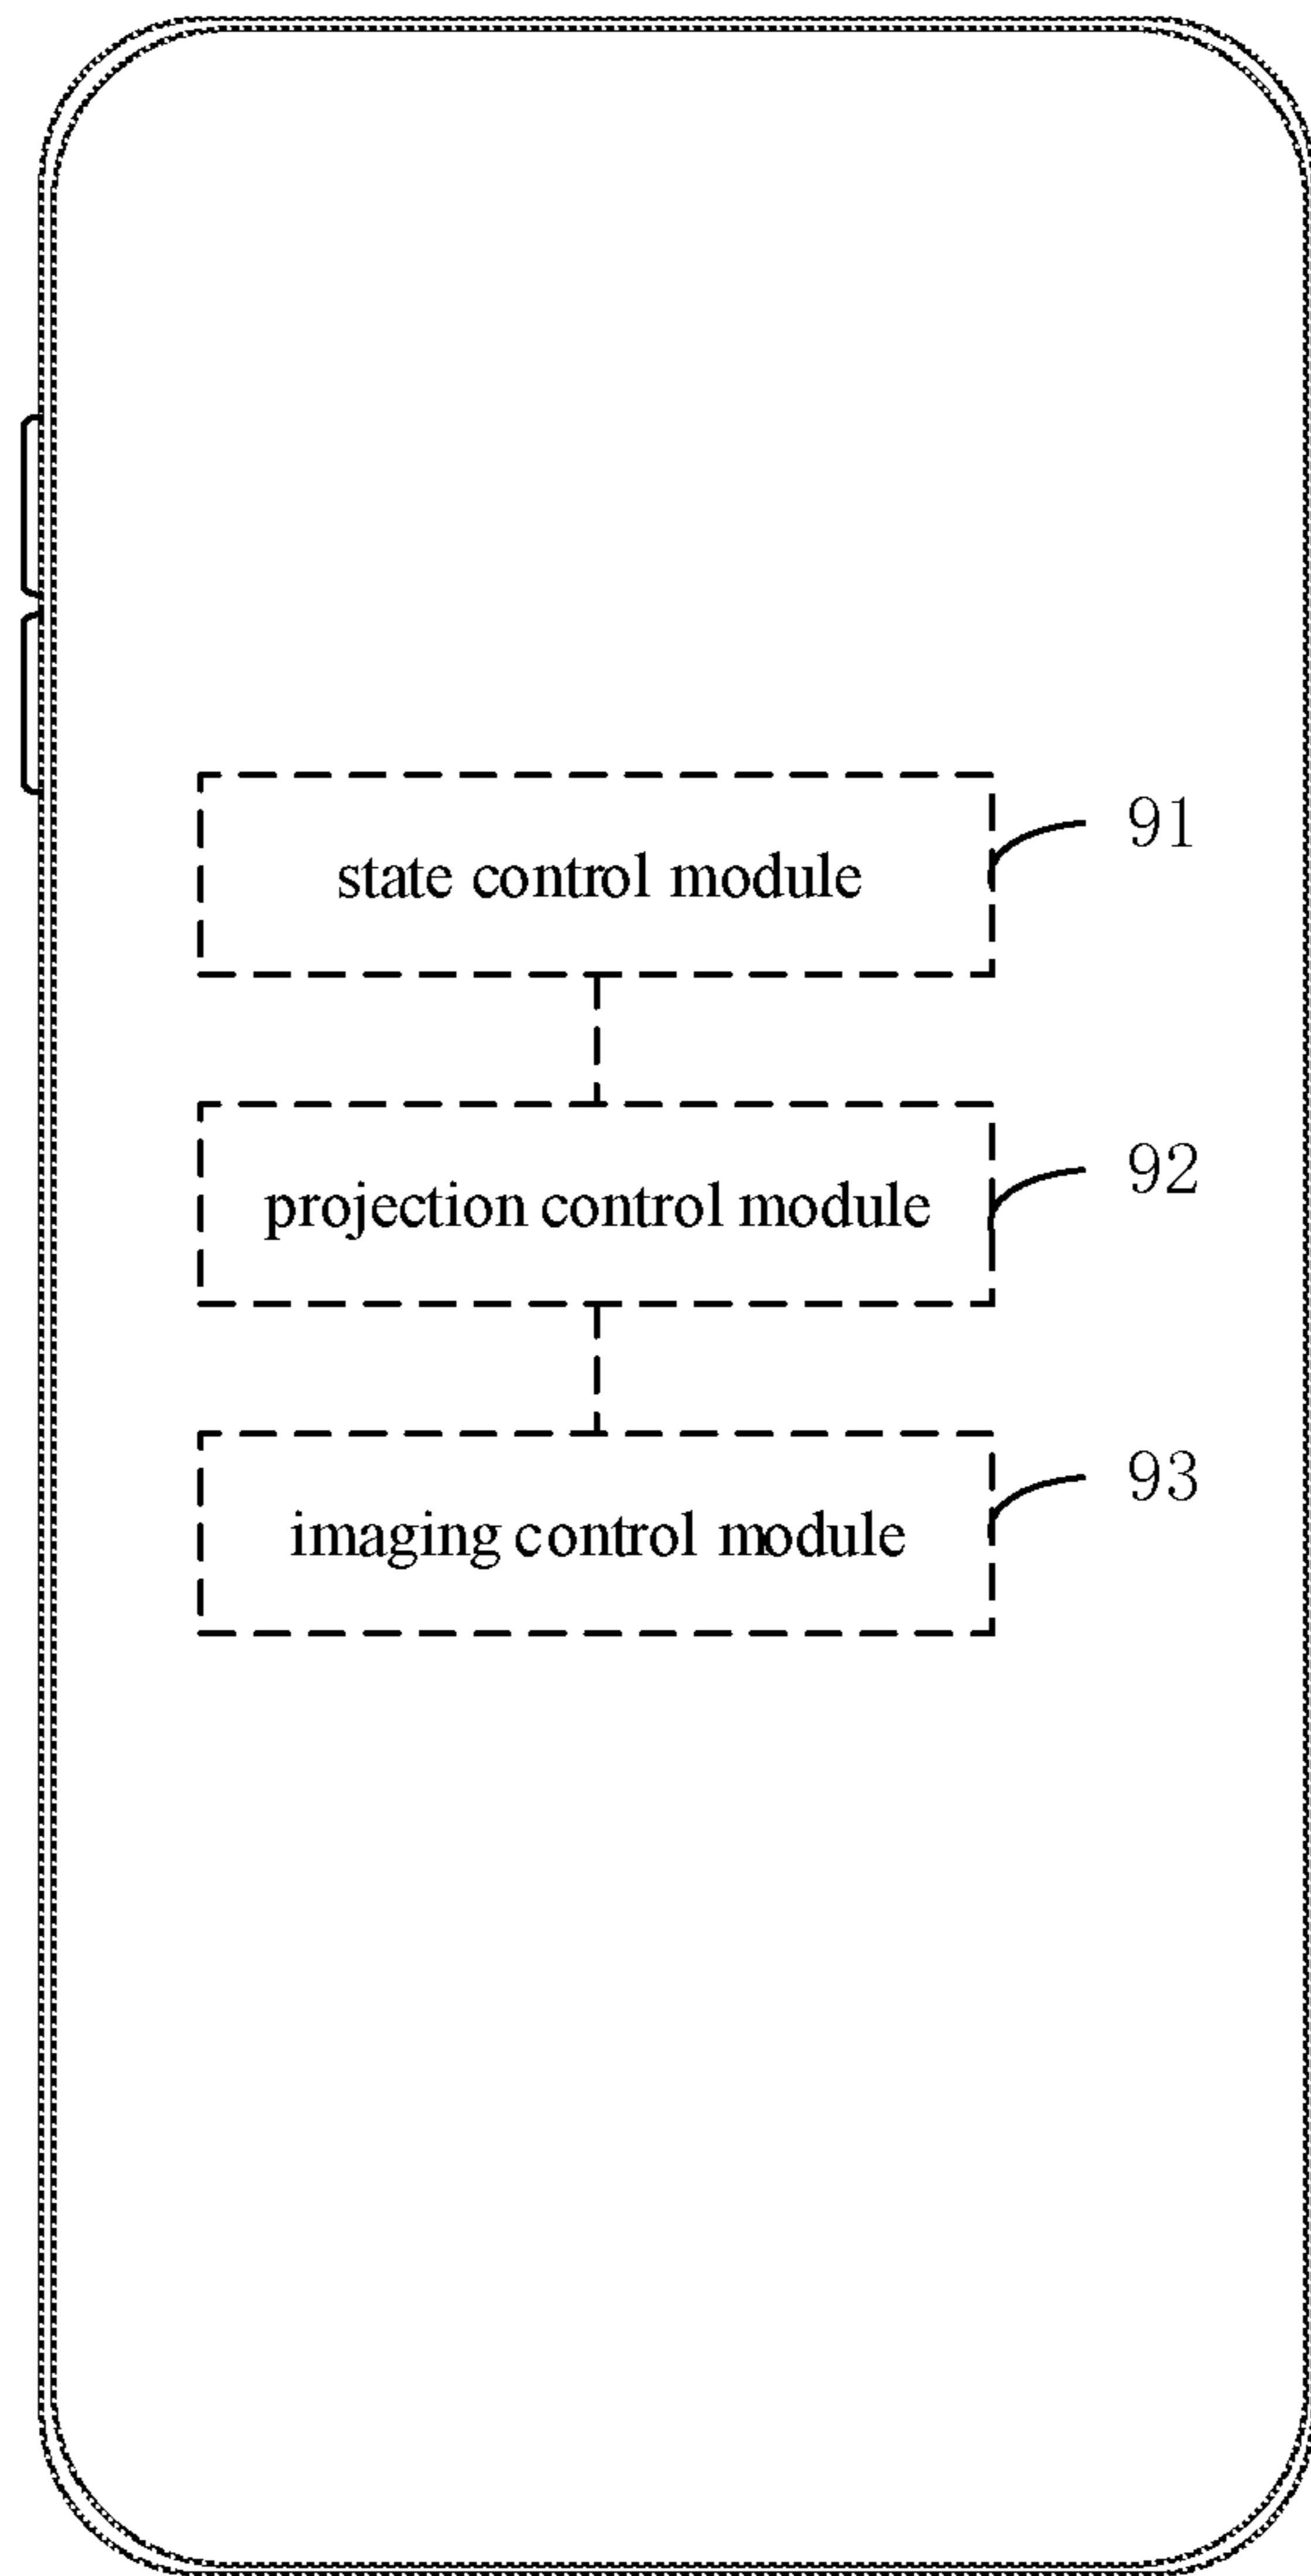 state control module
91
projection control module
92
imaging control module
93